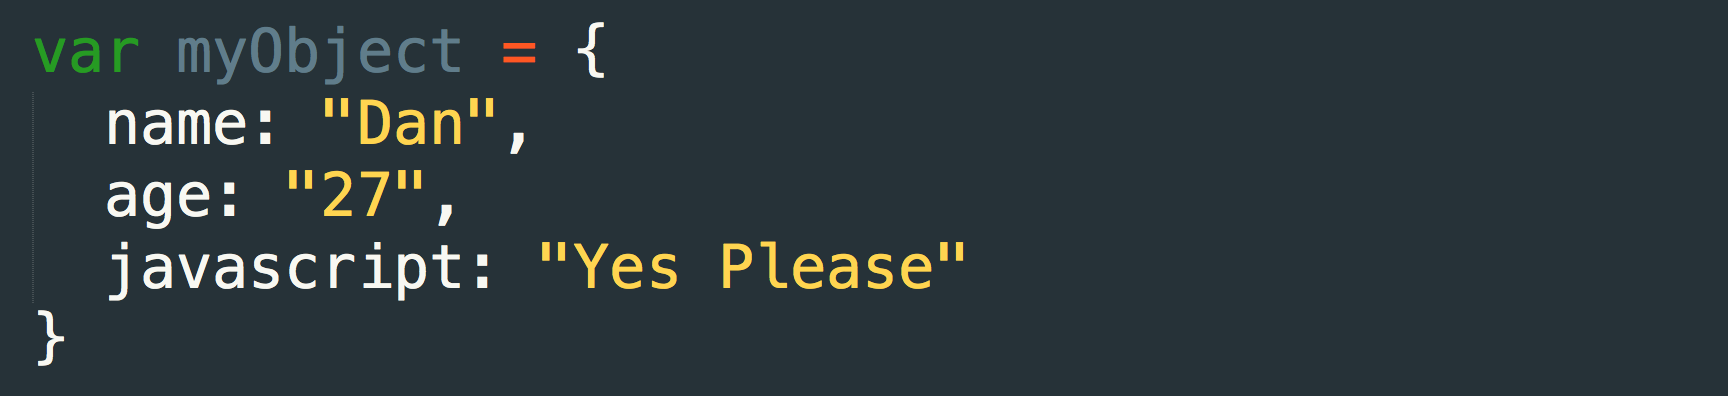 var myObject = {
  name: "Dan",
  age: "27",
  javascript: "Yes Please"
}